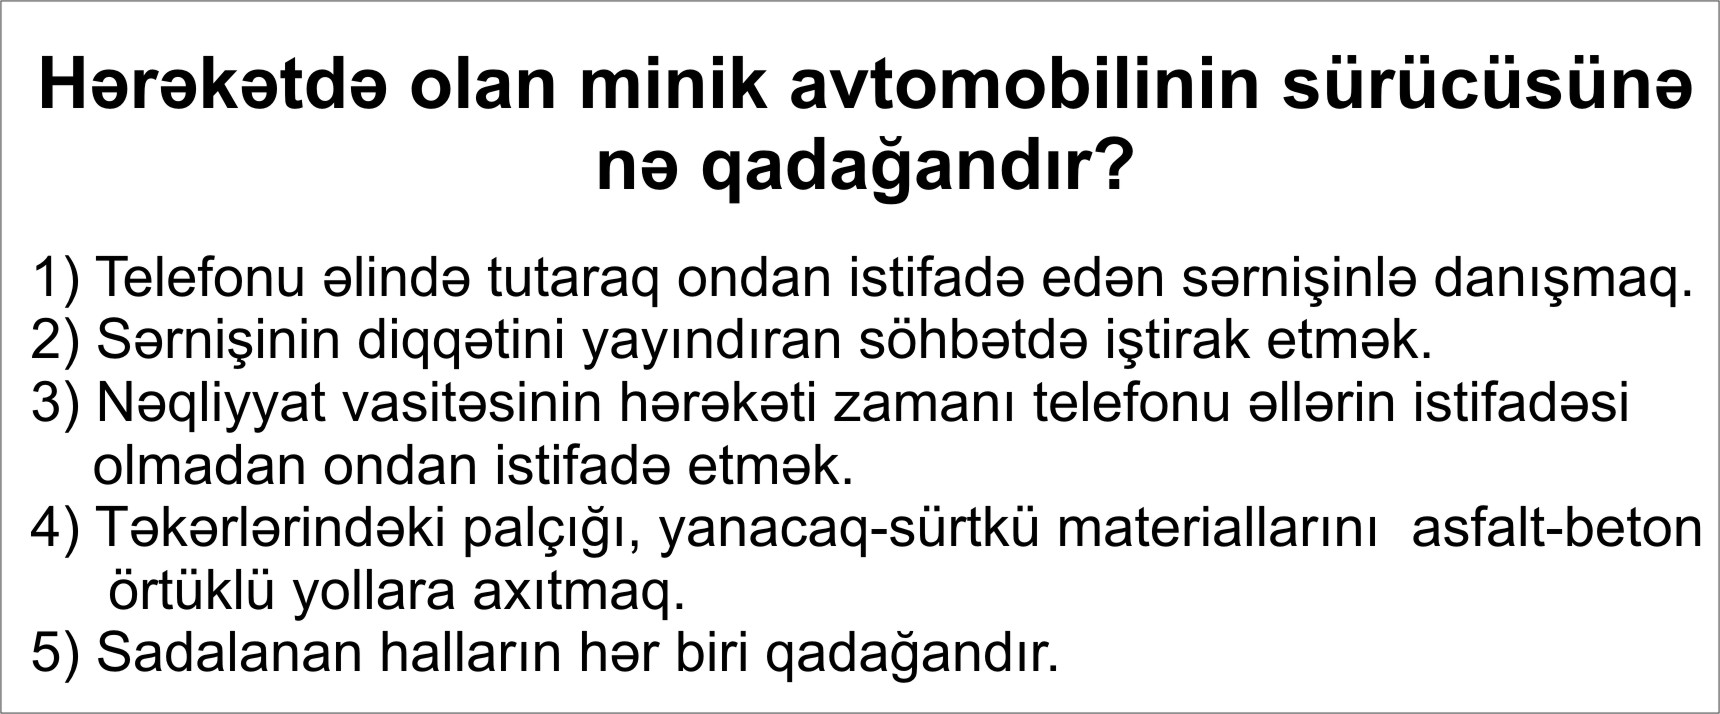 Hərəkətdə olan minik avtomobilinin sürücüsünə
nə qadağandır?
1) Telefonu əlində tutaraq ondan istifadə edən sərnişinlə danışmaq.
2) Sərnişinin diqqətini yayındıran söhbətdə iştirak etmək.
3) Nəqliyyat vasitəsinin hərəkəti zamanı telefonu əllərin istifadəsi
olmadan ondan istifadə etmək.
4) Təkərlərindəki palçığı, yanacaq-sürtkü materiallarını asfalt-beton
örtüklü yollara axıtmaq.
5) Sadalanan halların hər biri qadağandır.